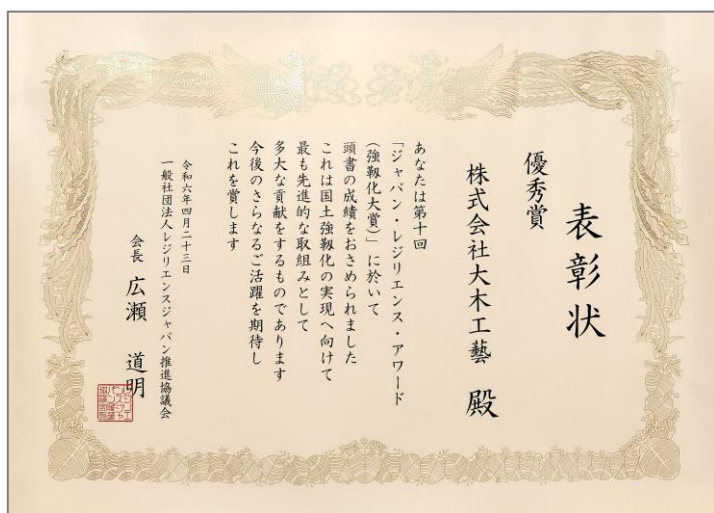 表彰状
優秀賞
株式会社大木工藝 殿
あなたは第十回
「ジャパン・レジリエンス・アワード
(強靱化大賞)」に於いて
頭書の成績をおさめられました
これは国土強靱化の実現へ向けて
最も先進的な取組みとして
多大な貢献をするものであります
今後のさらなるご活躍を期待し
これを賞します
令和六年四月二十三日
一般社団法人レジリエンスジャパン推進協議会
会長 広瀬 道明